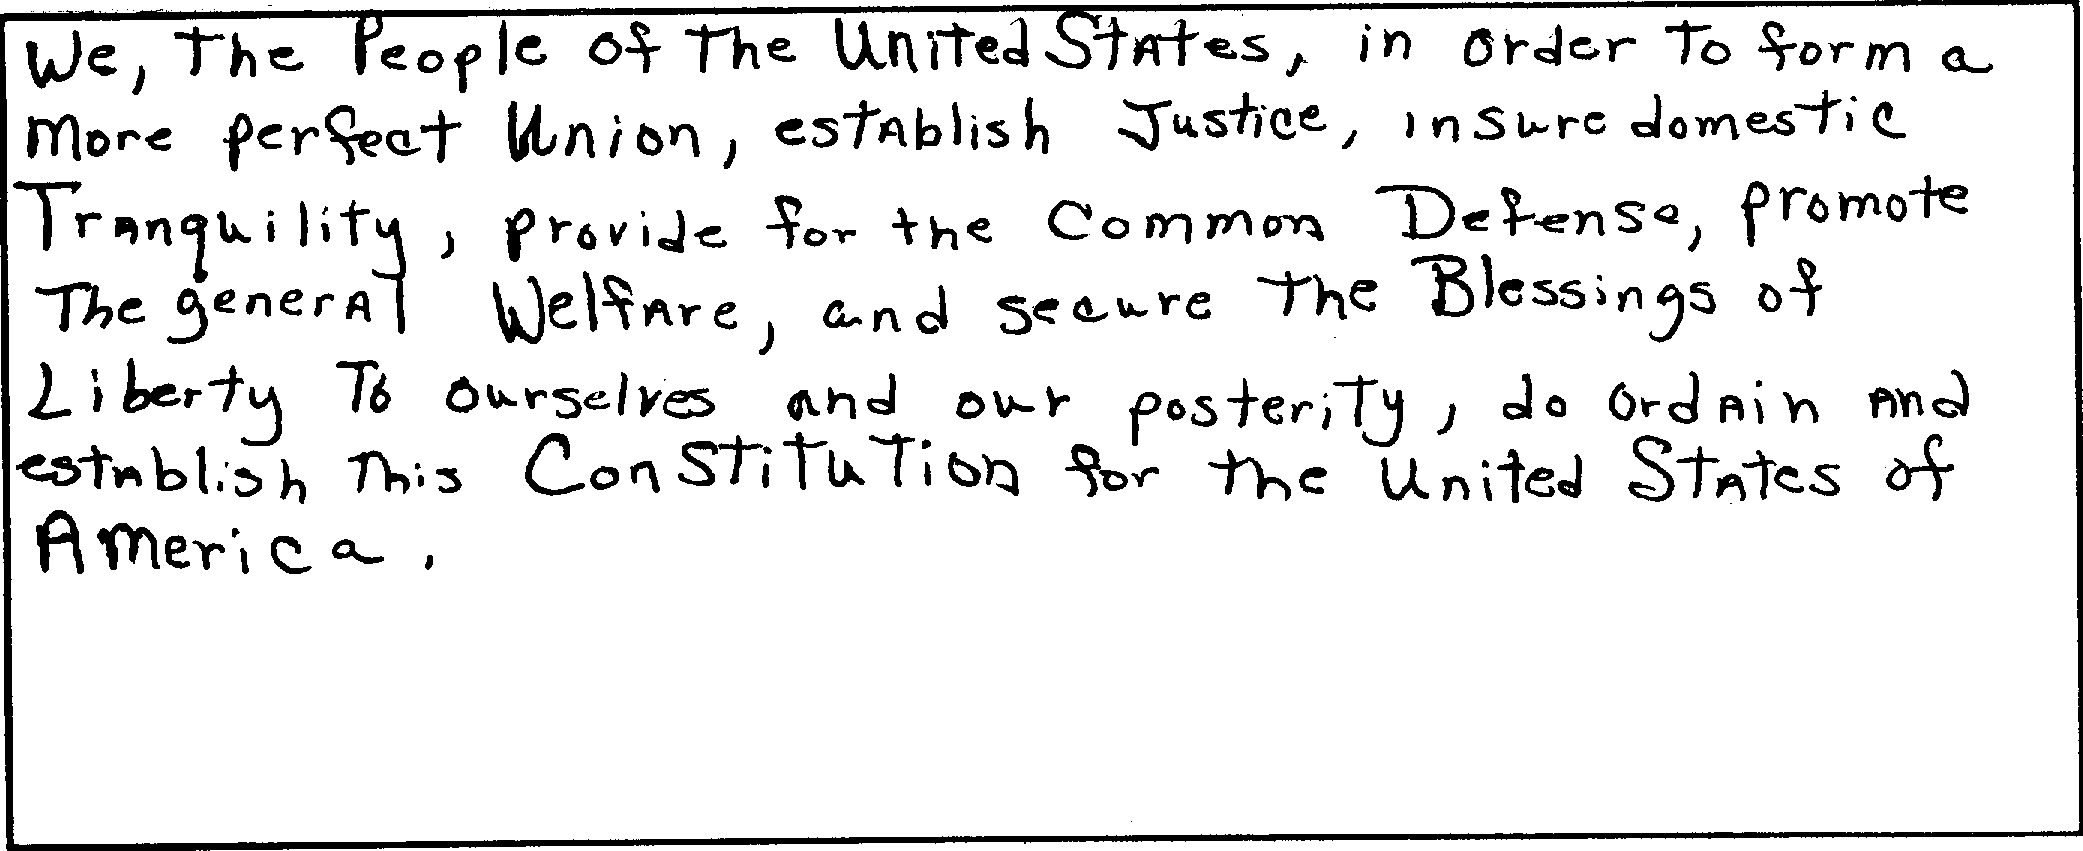 We, the People of the United States, in order to form a
more perfect Union, establish Justice, insure domestic
Tranquility, provide for the Common Defense, promote
the general Welfare, and secure the Blessings of
Liberty to ourselves and our posterity, do ordain and
establish this Constitution for the United States of
America.